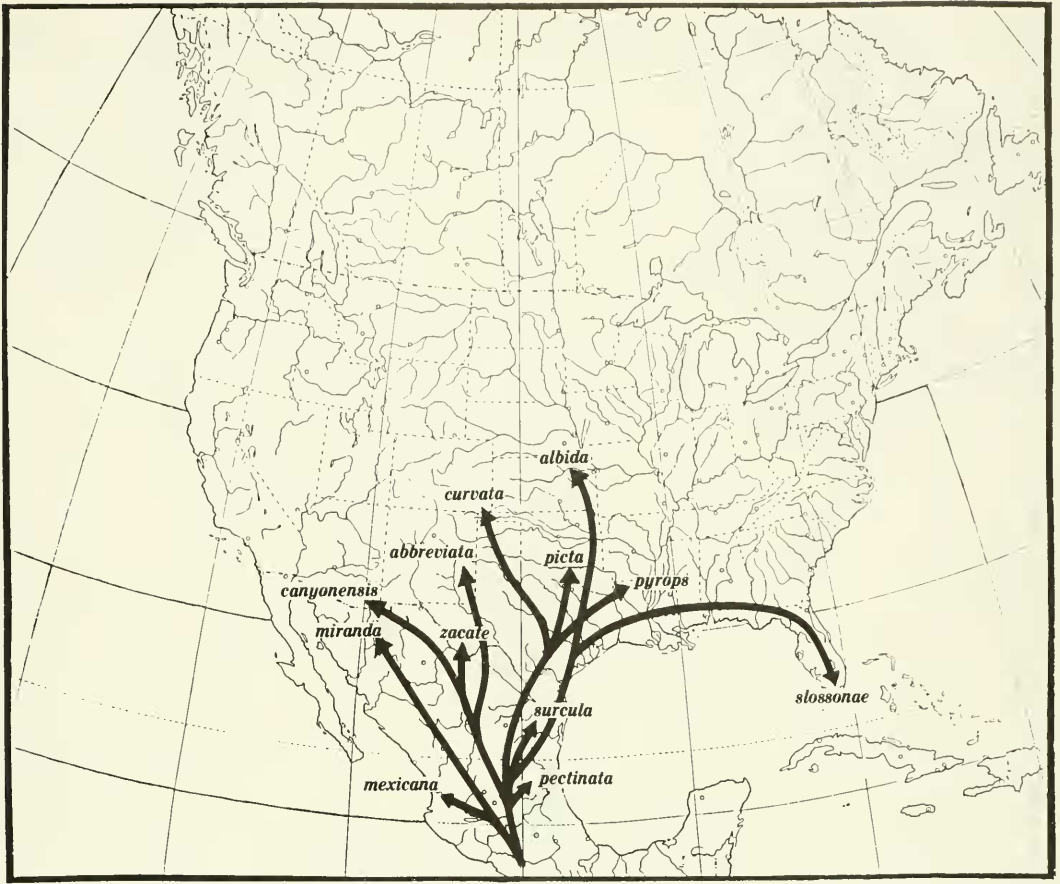 albida
curvata
abbreviata
picta
canyonensis
pyrops
miranda
zacate
slossonae
surcula
mexicana
pectinata